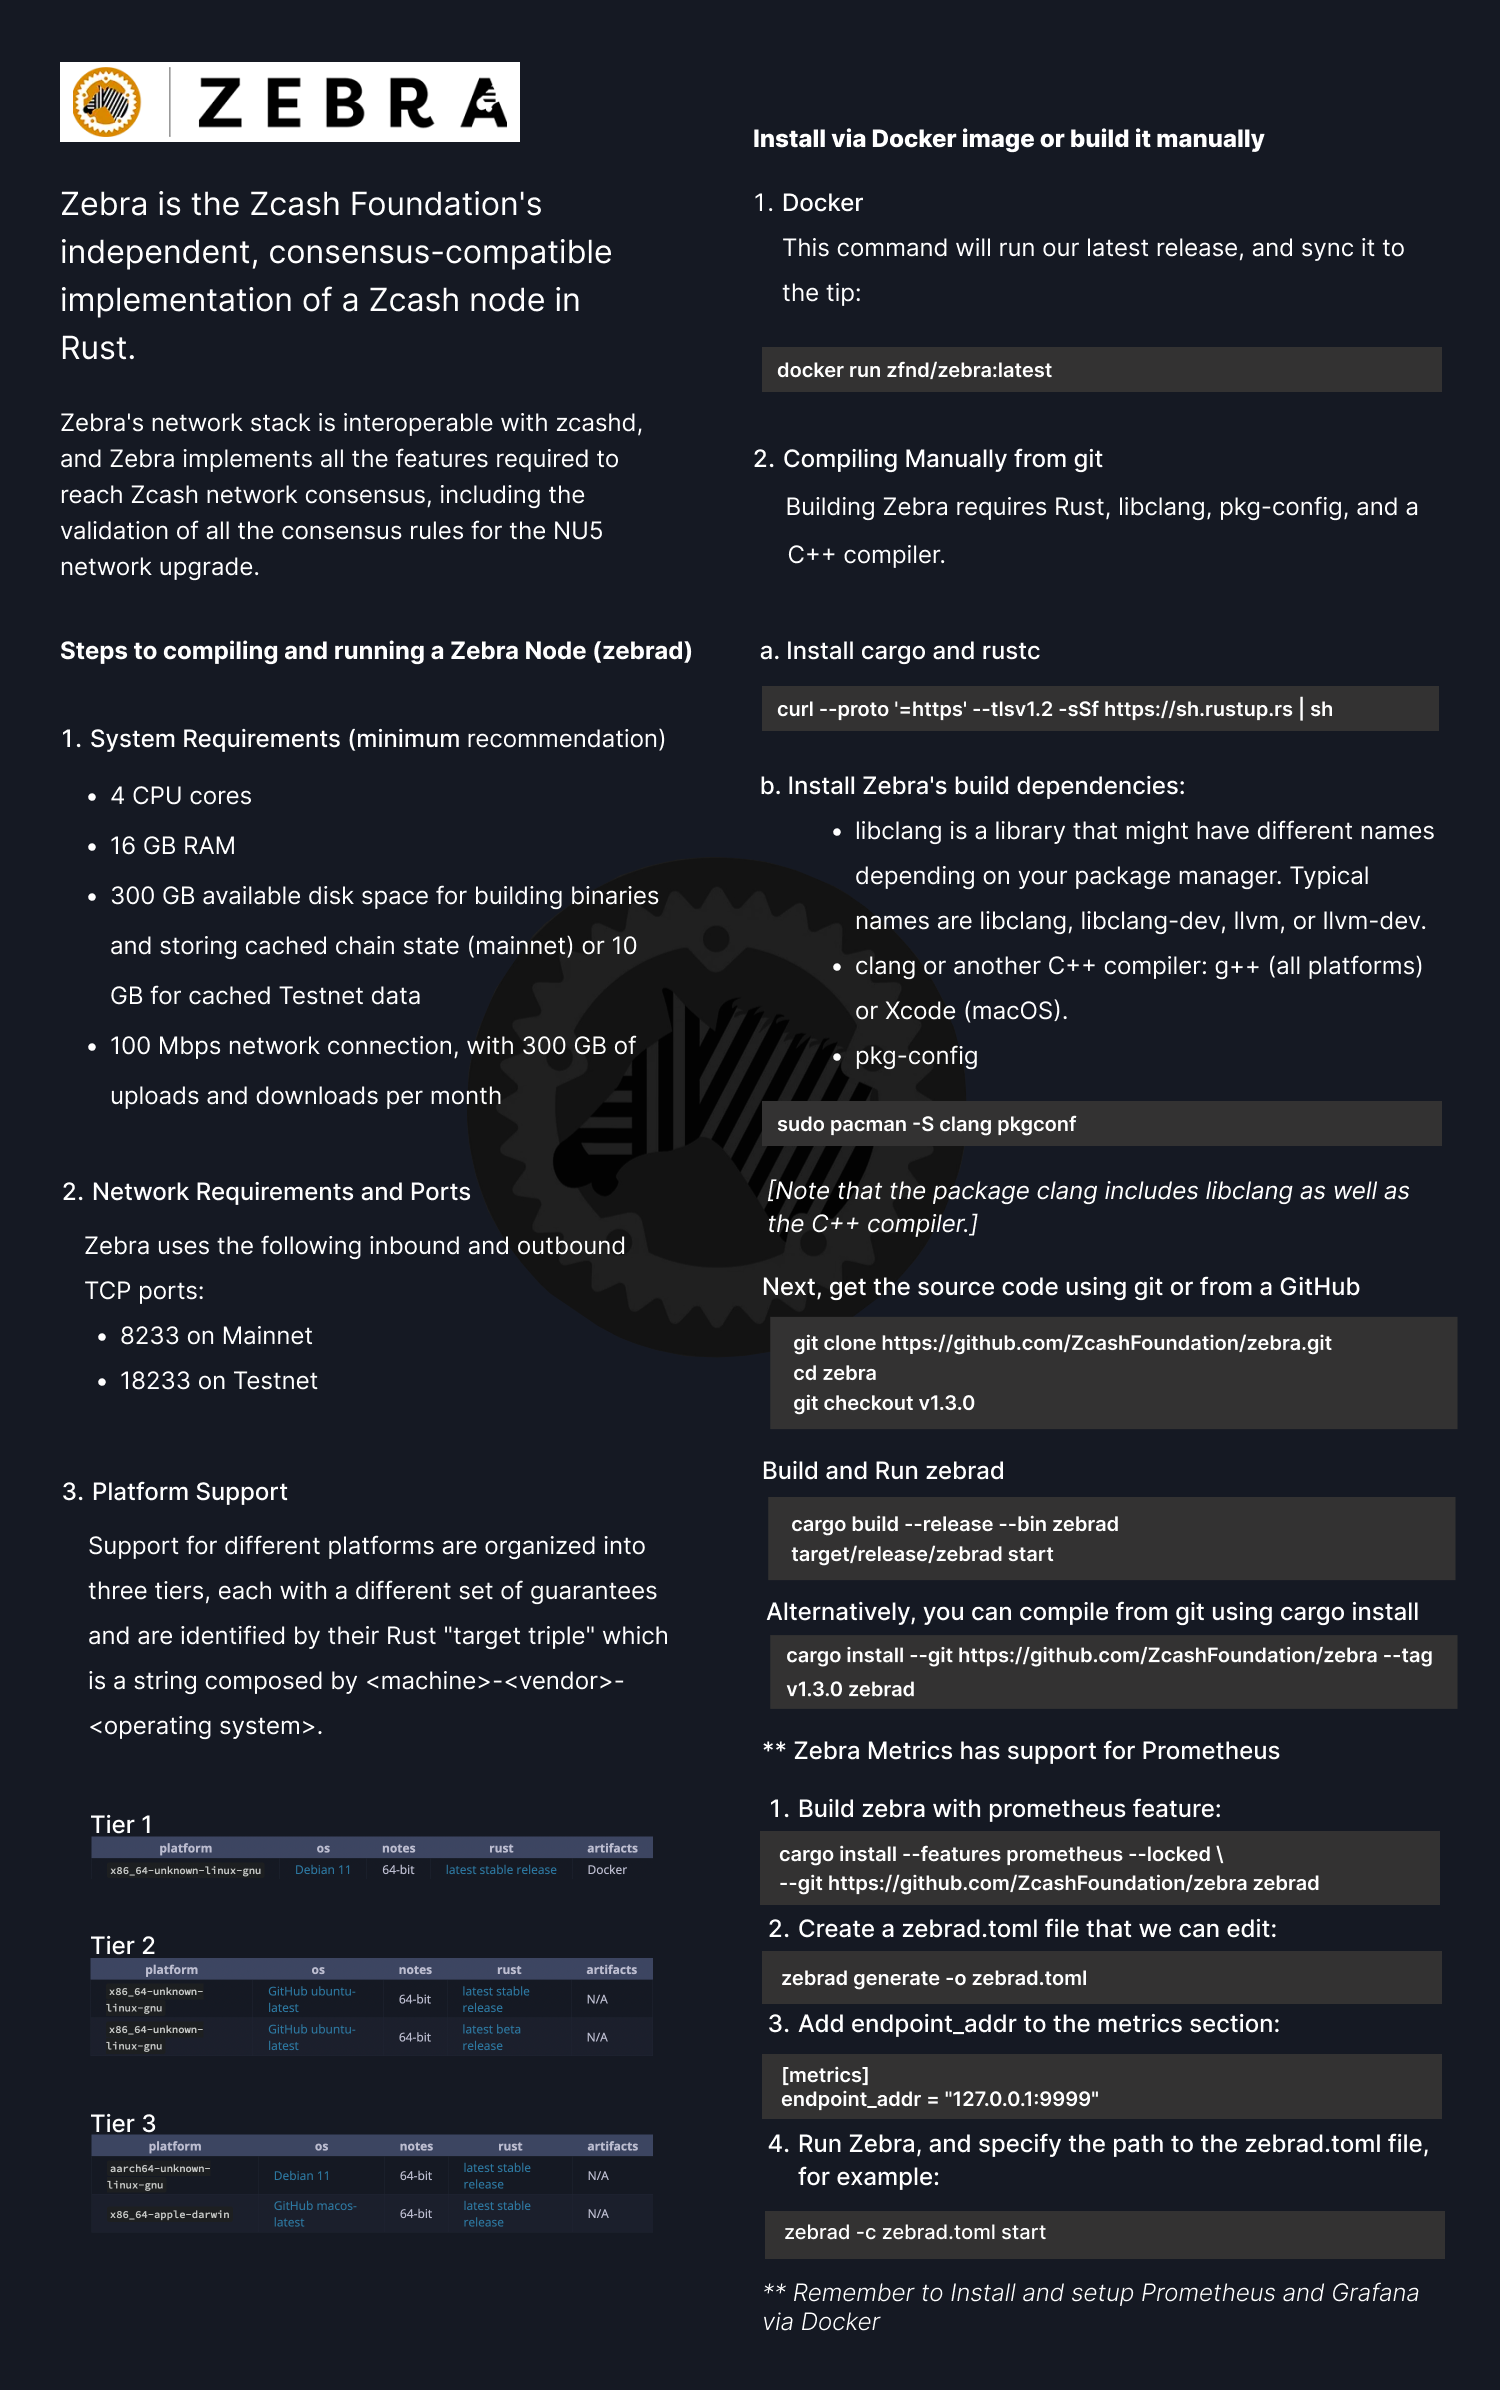 ZEBRA
Zebra is the Zcash Foundation's
independent, consensus-compatible
implementation of a Zcash node in
Rust.
Zebra's network stack is interoperable with zcashd,
and Zebra implements all the features required to
reach Zcash network consensus, including the
validation of all the consensus rules for the NU5
network upgrade.
Steps to compiling and running a Zebra Node (zebrad)
1. System Requirements (minimum recommendation)
• 4 CPU cores
• 16 GB RAM
• 300 GB available disk space for building binaries
and storing cached chain state (mainnet) or 10
GB for cached Testnet data
• 100 Mbps network connection, with 300 GB of
uploads and downloads per month
2. Network Requirements and Ports
Zebra uses the following inbound and outbound
TCP ports:
• 8233 on Mainnet
• 18233 on Testnet
3. Platform Support
Support for different platforms are organized into
three tiers, each with a different set of guarantees
and are identified by their Rust "target triple" which
is a string composed by <machine>-<vendor>-
<operating system>.
Tier 1
platform os notes rust artifacts
x86_64-unknown-linux-gnu Debian 11 64-bit latest stable release Docker
Tier 2
platform os notes rust artifacts
x86_64-unknown- GitHub ubuntu- 64-bit latest stable N/A
linux-gnu latest release
x86_64-unknown- GitHub ubuntu- 64-bit latest beta N/A
linux-gnu latest release
Tier 3
platform os notes rust artifacts
aarch64-unknown- Debian 11 64-bit latest stable N/A
linux-gnu release
x86_64-apple-darwin GitHub macos- 64-bit latest stable N/A
latest release
Install via Docker image or build it manually
1. Docker
This command will run our latest release, and sync it to
the tip:
docker run zfnd/zebra:latest
2. Compiling Manually from git
Building Zebra requires Rust, libclang, pkg-config, and a
C++ compiler.
a. Install cargo and rustc
curl --proto '=https' --tlsv1.2 -sSf https://sh.rustup.rs | sh
b. Install Zebra's build dependencies:
• libclang is a library that might have different names
depending on your package manager. Typical
names are libclang, libclang-dev, llvm, or llvm-dev.
• clang or another C++ compiler: g++ (all platforms)
or Xcode (macOS).
• pkg-config
sudo pacman -S clang pkgconf
[Note that the package clang includes libclang as well as
the C++ compiler.]
Next, get the source code using git or from a GitHub
git clone https://github.com/ZcashFoundation/zebra.git
cd zebra
git checkout v1.3.0
Build and Run zebrad
cargo build --release --bin zebrad
target/release/zebrad start
Alternatively, you can compile from git using cargo install
cargo install --git https://github.com/ZcashFoundation/zebra --tag
v1.3.0 zebrad
** Zebra Metrics has support for Prometheus
1. Build zebra with prometheus feature:
cargo install --features prometheus --locked \
--git https://github.com/ZcashFoundation/zebra zebrad
2. Create a zebrad.toml file that we can edit:
zebrad generate -o zebrad.toml
3. Add endpoint_addr to the metrics section:
[metrics]
endpoint_addr = "127.0.0.1:9999"
4. Run Zebra, and specify the path to the zebrad.toml file,
for example:
zebrad -c zebrad.toml start
** Remember to Install and setup Prometheus and Grafana
via Docker